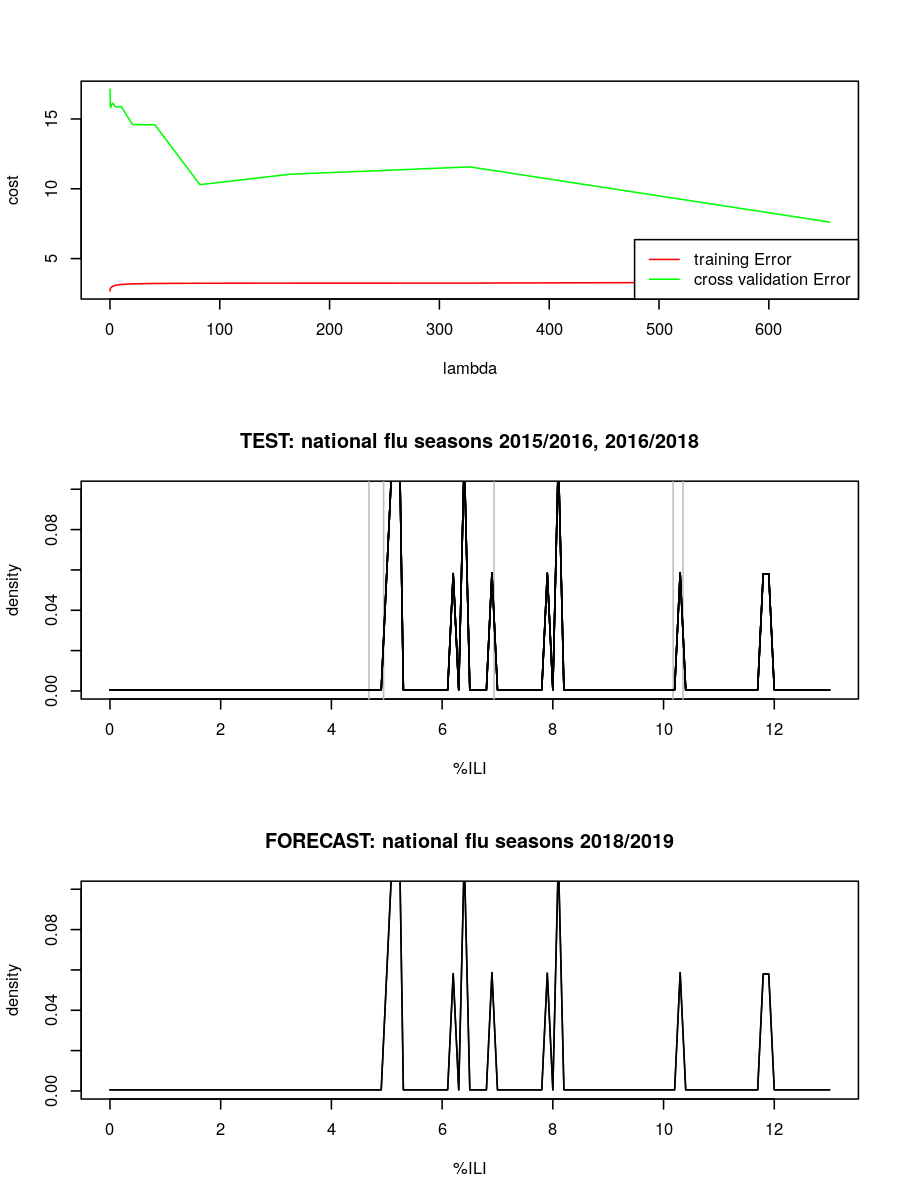 15
10
5
cost
training Error
cross validation Error
0 100 200 300 400 500 600
lambda
TEST: national flu seasons 2015/2016, 2016/2018
0.08
0.04
0.00
density
0 2 4 6 8 10 12
%ILI
FORECAST: national flu seasons 2018/2019
0.08
0.04
0.00
density
0 2 4 6 8 10 12
%ILI